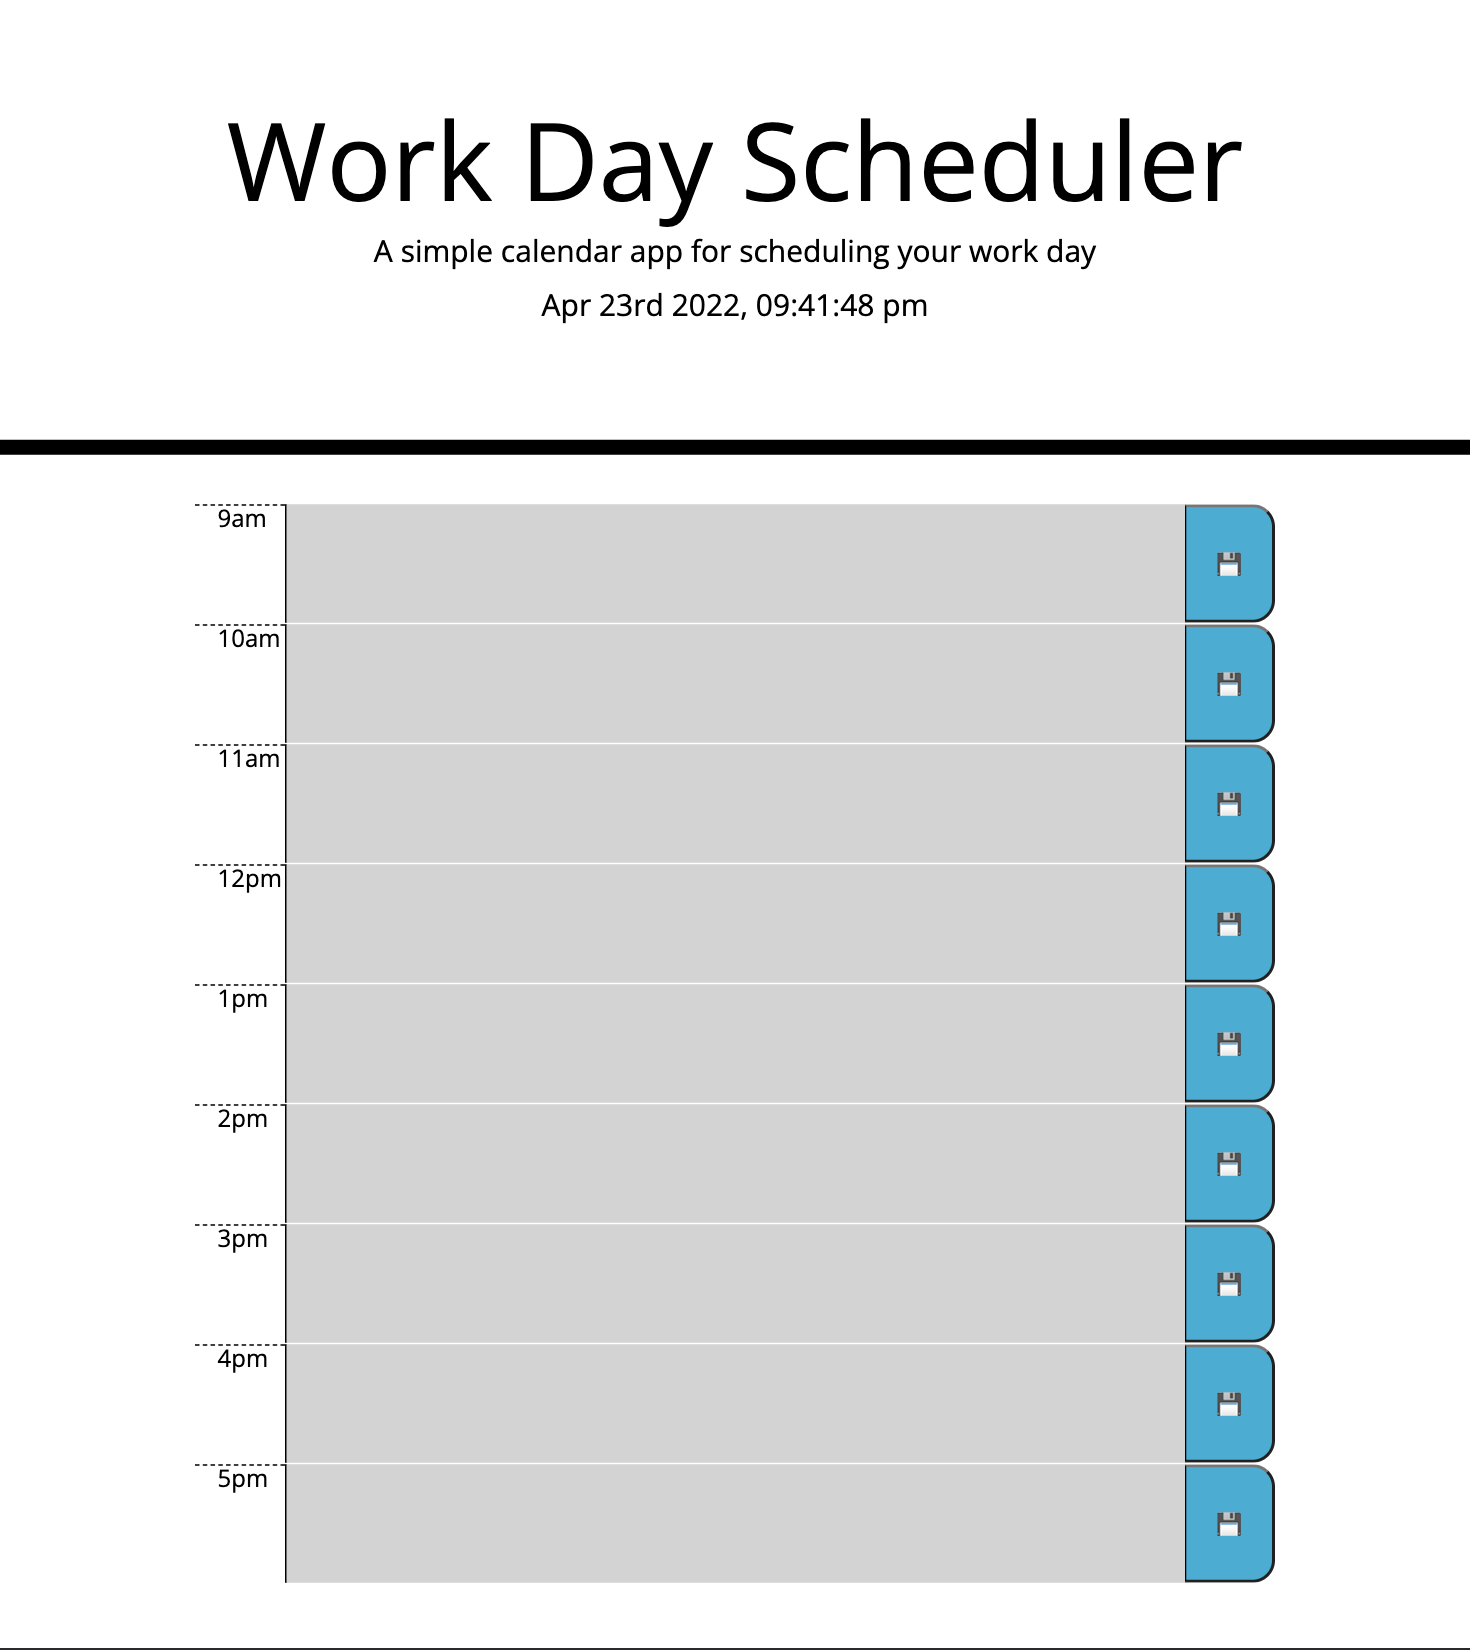 Work Day Scheduler
A simple calendar app for scheduling your work day
Apr 23rd 2022, 09:41:48 pm
9am
10am
11am
12pm
1pm
2pm
3pm
4pm
5pm